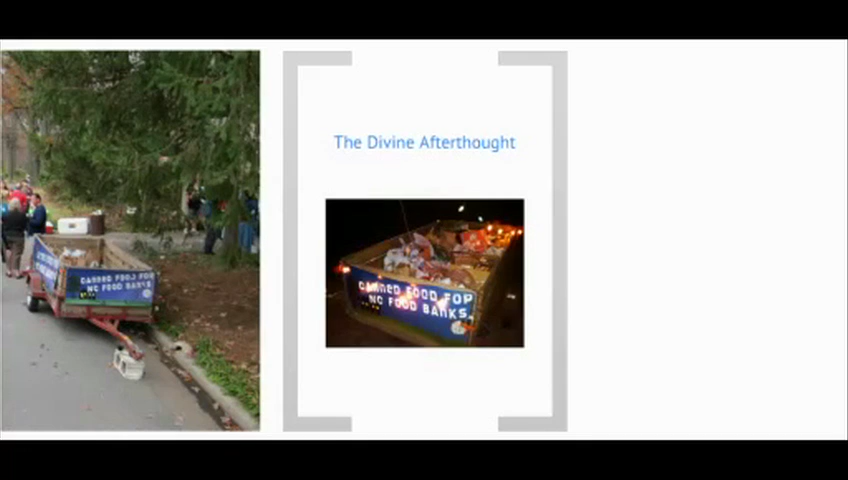 CANNED FOOD FOR
NC FOOD BANKS
The Divine Afterthought
CANNED FOOD FOR
NC FOOD BANKS